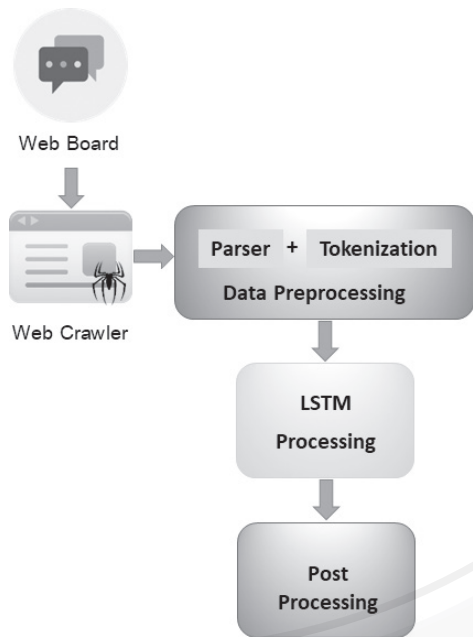 Web Board
Web Crawler
Parser + Tokenization
Data Preprocessing
LSTM
Processing
Post
Processing